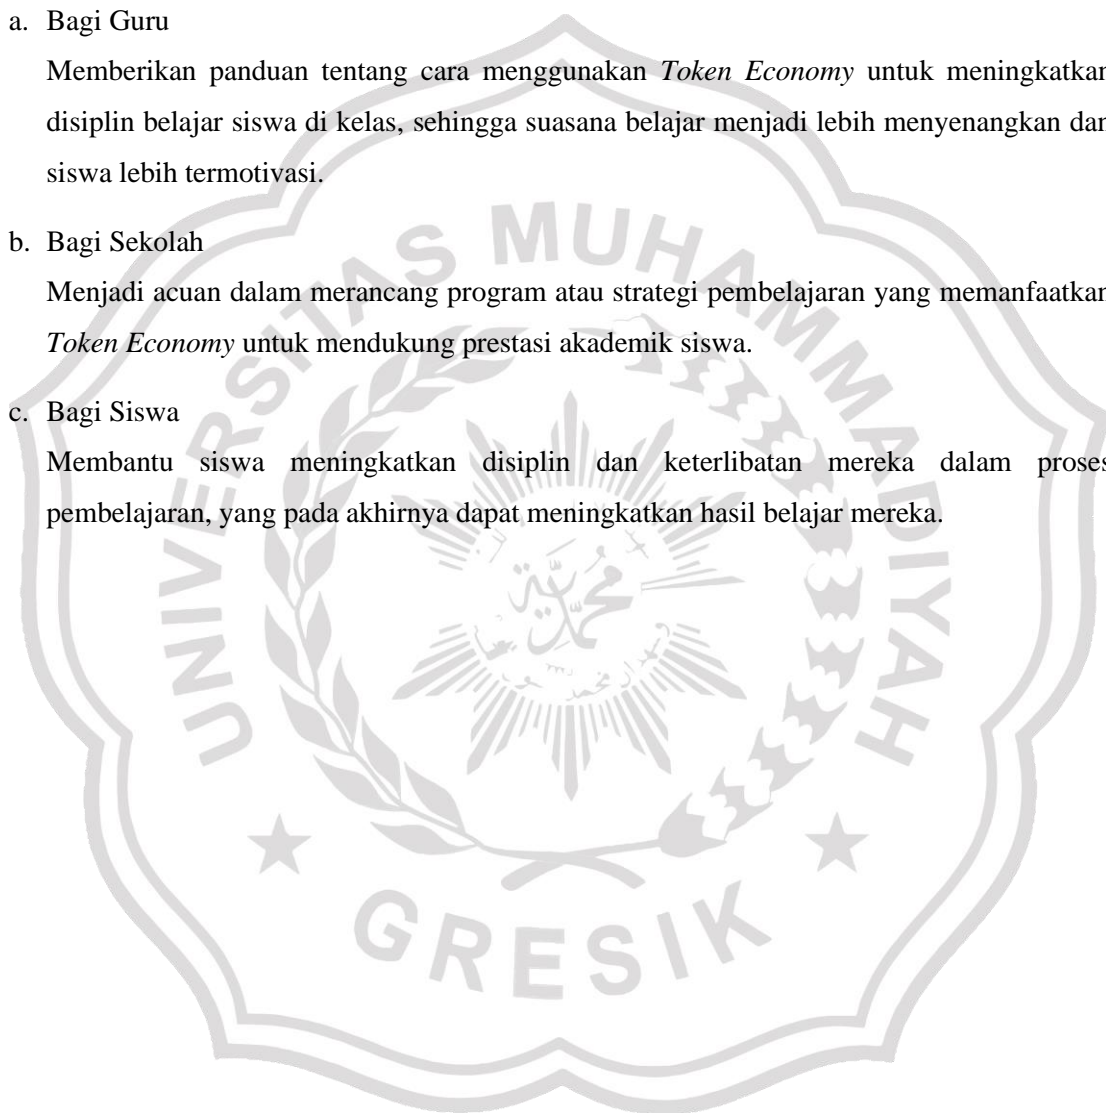 a. Bagi Guru
Memberikan panduan tentang cara menggunakan Token Economy untuk meningkatkan
disiplin belajar siswa di kelas, sehingga suasana belajar menjadi lebih menyenangkan dan
siswa lebih termotivasi.
b. Bagi Sekolah
Menjadi acuan dalam merancang program atau strategi pembelajaran yang memanfaatkan
Token Economy untuk mendukung prestasi akademik siswa.
c. Bagi Siswa
Membantu siswa meningkatkan disiplin dan keterlibatan mereka dalam proses
pembelajaran, yang pada akhirnya dapat meningkatkan hasil belajar mereka.
UNIVERSITAS MUHAMMADIYAH
GRESIK